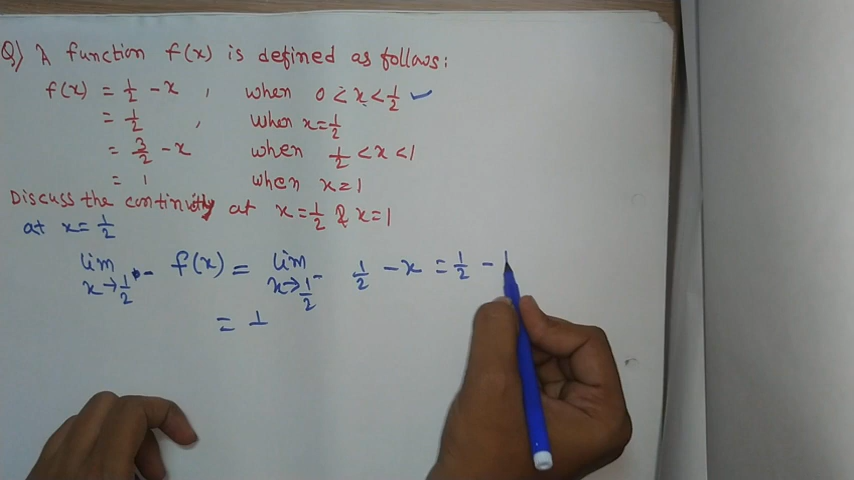 Q) A function f(x) is defined as follows:
f(x) = 1/2 - x , when 0 < x < 1/2 ✓
= 1/2 , when x = 1/2
= 3/2 - x when 1/2 < x < 1
= 1 when x = 1
Discuss the continuity at x = 1/2 & x = 1
at x = 1/2
lim x→1/2⁻ f(x) = lim x→1/2⁻ 1/2 - x = 1/2 - 1
= 1